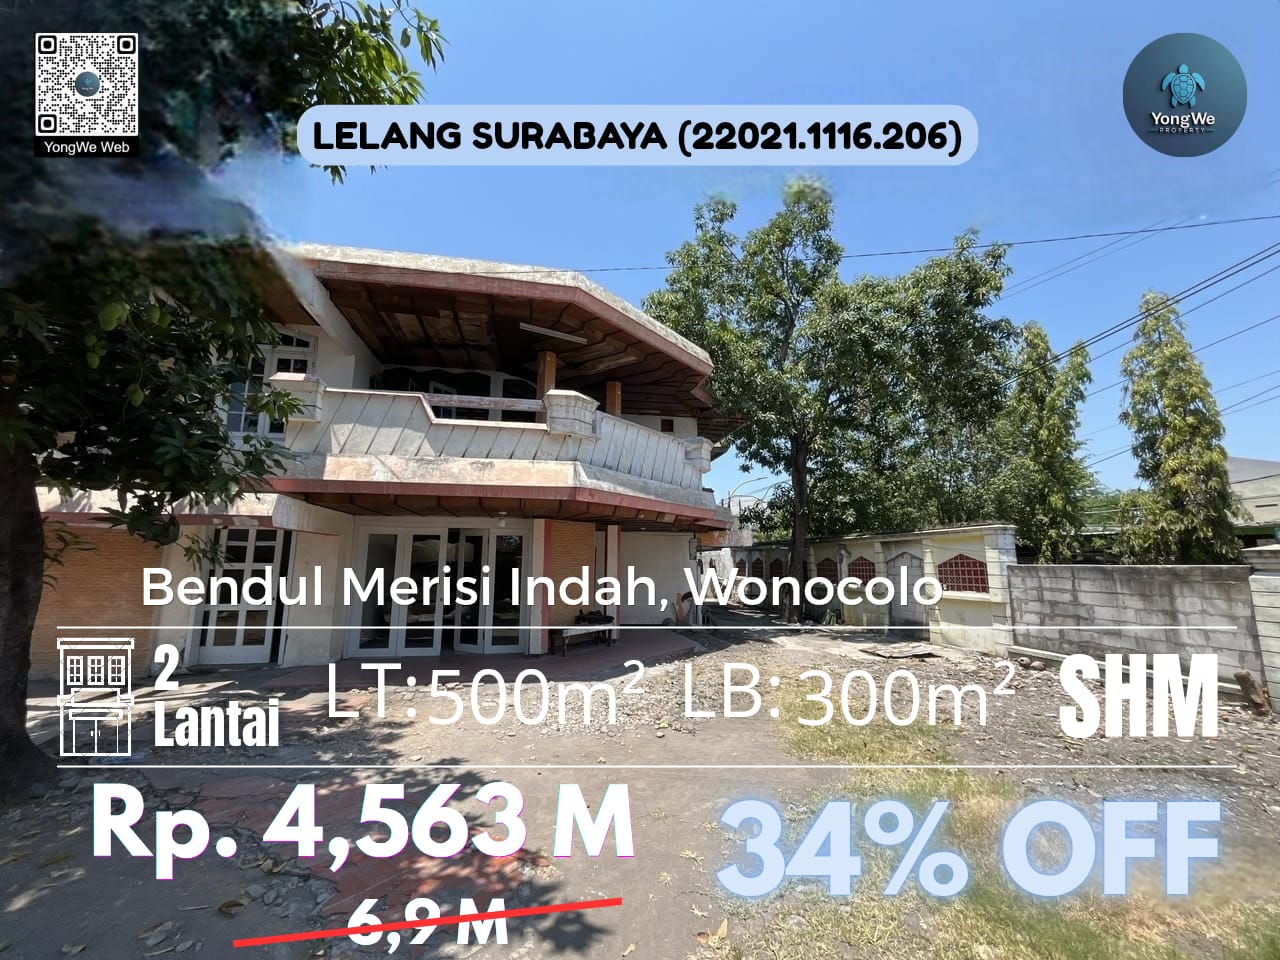 LELANG SURABAYA (22021.1116.206)
YongWe Web
YongWe
PROPERTY
Bendul Merisi Indah, Wonocolo
2
Lantai
LT: 500m²
LB: 300m²
SHM
Rp. 4,563 M
34% OFF
6,9 M